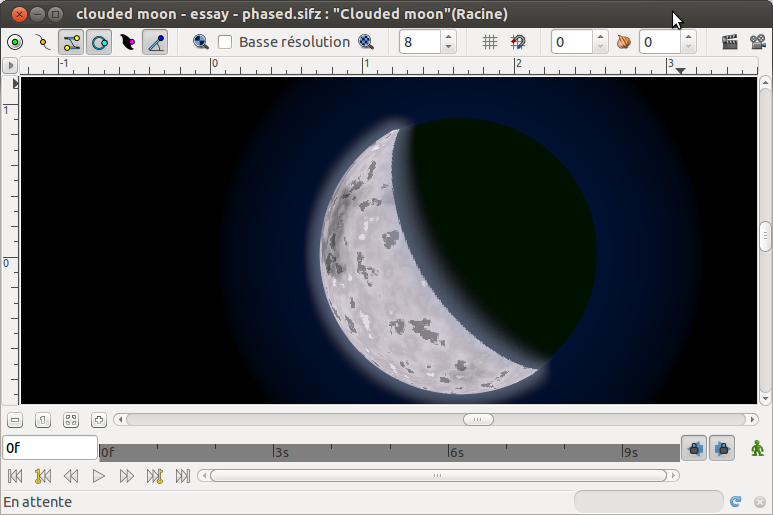 clouded moon - essay - phased.sifz : "Clouded moon"(Racine)
Basse résolution 8 0 0
-1 0 1 2 3
1
0
0f 0f 3s 6s 9s
En attente